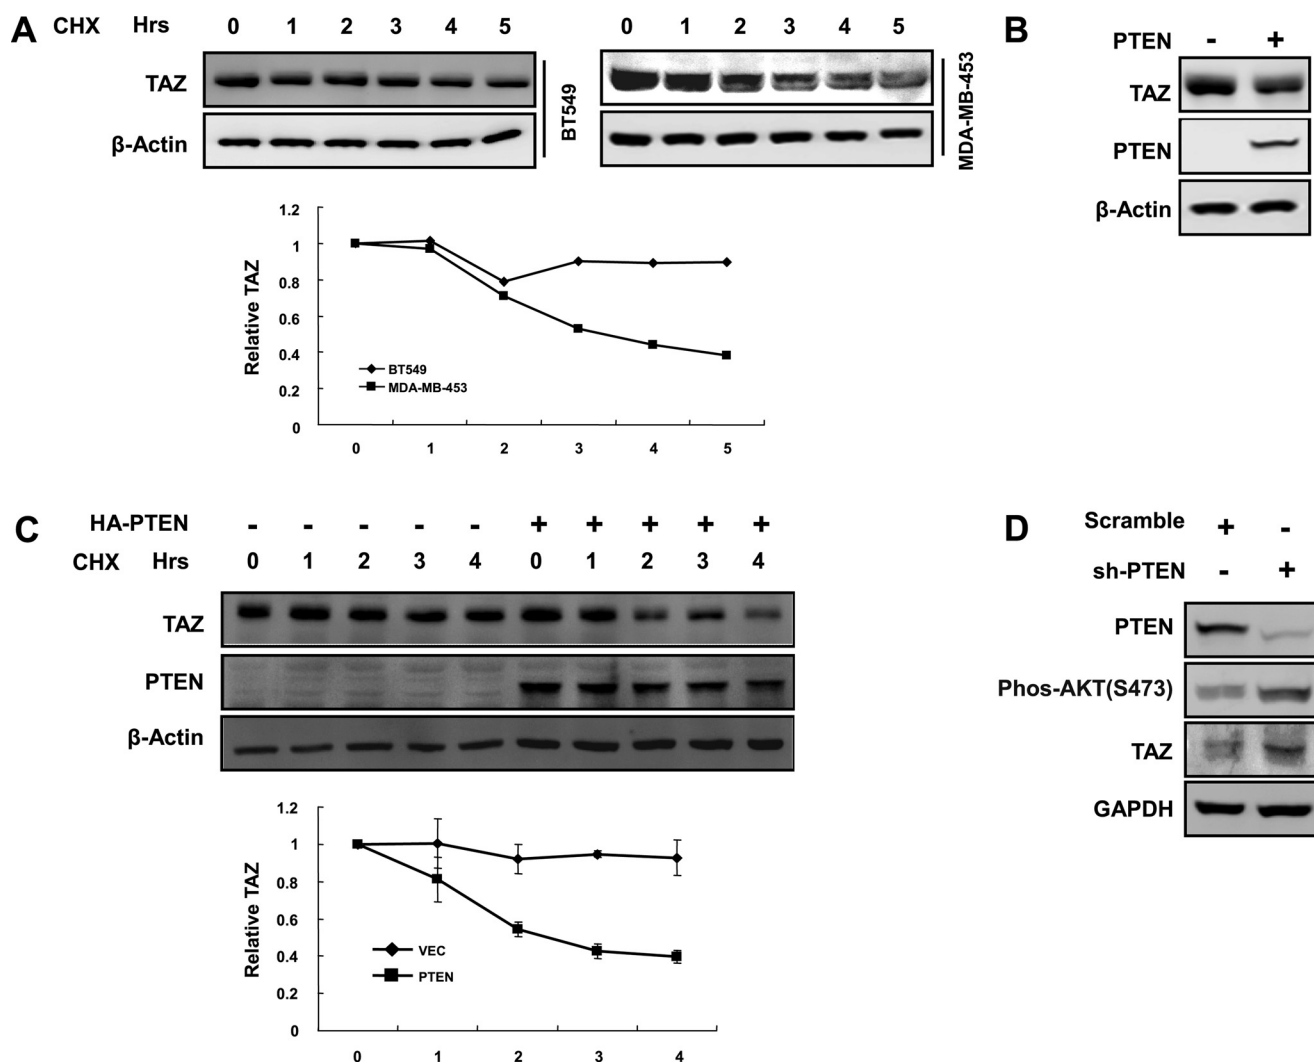 A
CHX Hrs 0 1 2 3 4 5 0 1 2 3 4 5
TAZ
β-Actin
BT549
MDA-MB-453
1.2
1
0.8
0.6
0.4
0.2
0
Relative TAZ
BT549
MDA-MB-453
0 1 2 3 4 5
B
PTEN - +
TAZ
PTEN
β-Actin
C
HA-PTEN - - - - - + + + + +
CHX Hrs 0 1 2 3 4 0 1 2 3 4
TAZ
PTEN
β-Actin
1.2
1
0.8
0.6
0.4
0.2
0
Relative TAZ
VEC
PTEN
0 1 2 3 4
D
Scramble + -
sh-PTEN - +
PTEN
Phos-AKT(S473)
TAZ
GAPDH